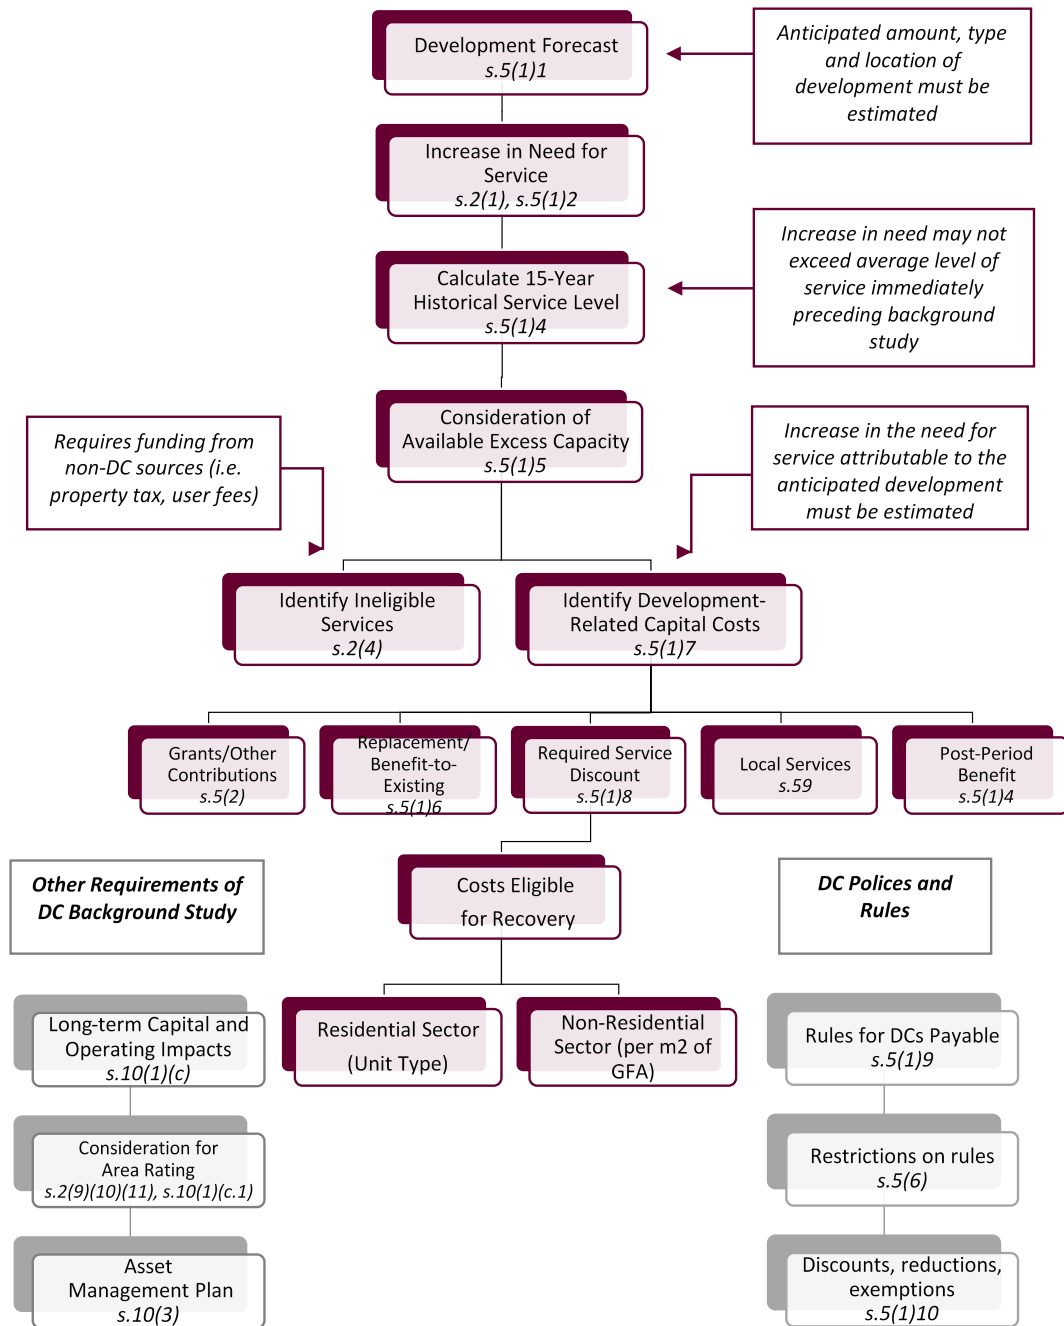 Development Forecast
s.5(1)1
Anticipated amount, type
and location of
development must be
estimated
Increase in Need for
Service
s.2(1), s.5(1)2
Calculate 15-Year
Historical Service Level
s.5(1)4
Increase in need may not
exceed average level of
service immediately
preceding background
study
Consideration of
Available Excess Capacity
s.5(1)5
Requires funding from
non-DC sources (i.e.
property tax, user fees)
Increase in the need for
service attributable to the
anticipated development
must be estimated
Identify Ineligible
Services
s.2(4)
Identify Development-
Related Capital Costs
s.5(1)7
Grants/Other
Contributions
s.5(2)
Replacement/
Benefit-to-
Existing
s.5(1)6
Required Service
Discount
s.5(1)8
Local Services
s.59
Post-Period
Benefit
s.5(1)4
Other Requirements of
DC Background Study
Costs Eligible
for Recovery
DC Polices and
Rules
Long-term Capital and
Operating Impacts
s.10(1)(c)
Residential Sector
(Unit Type)
Non-Residential
Sector (per m2 of
GFA)
Rules for DCs Payable
s.5(1)9
Consideration for
Area Rating
s.2(9)(10)(11), s.10(1)(c.1)
Restrictions on rules
s.5(6)
Asset
Management Plan
s.10(3)
Discounts, reductions,
exemptions
s.5(1)10